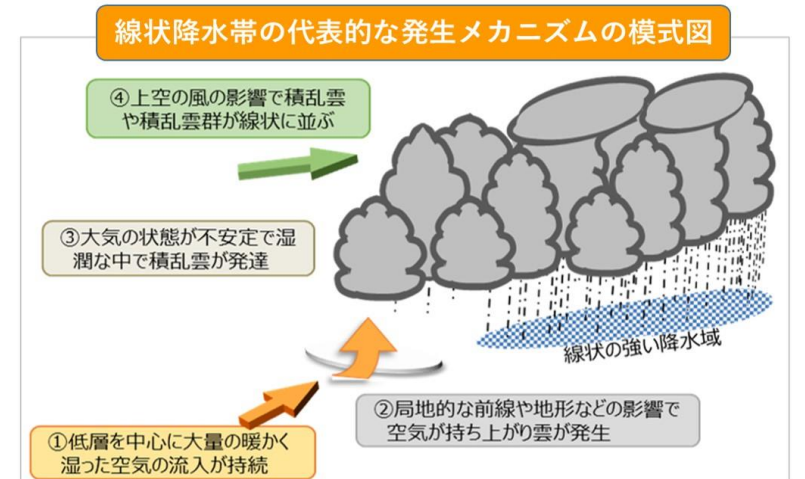 線状降水帯の代表的な発生メカニズムの模式図
④上空の風の影響で積乱雲
や積乱雲群が線状に並ぶ
③大気の状態が不安定で湿
潤な中で積乱雲が発達
線状の強い降水域
②局地的な前線や地形などの影響で
空気が持ち上がり雲が発生
①低層を中心に大量の暖かく
湿った空気の流入が持続